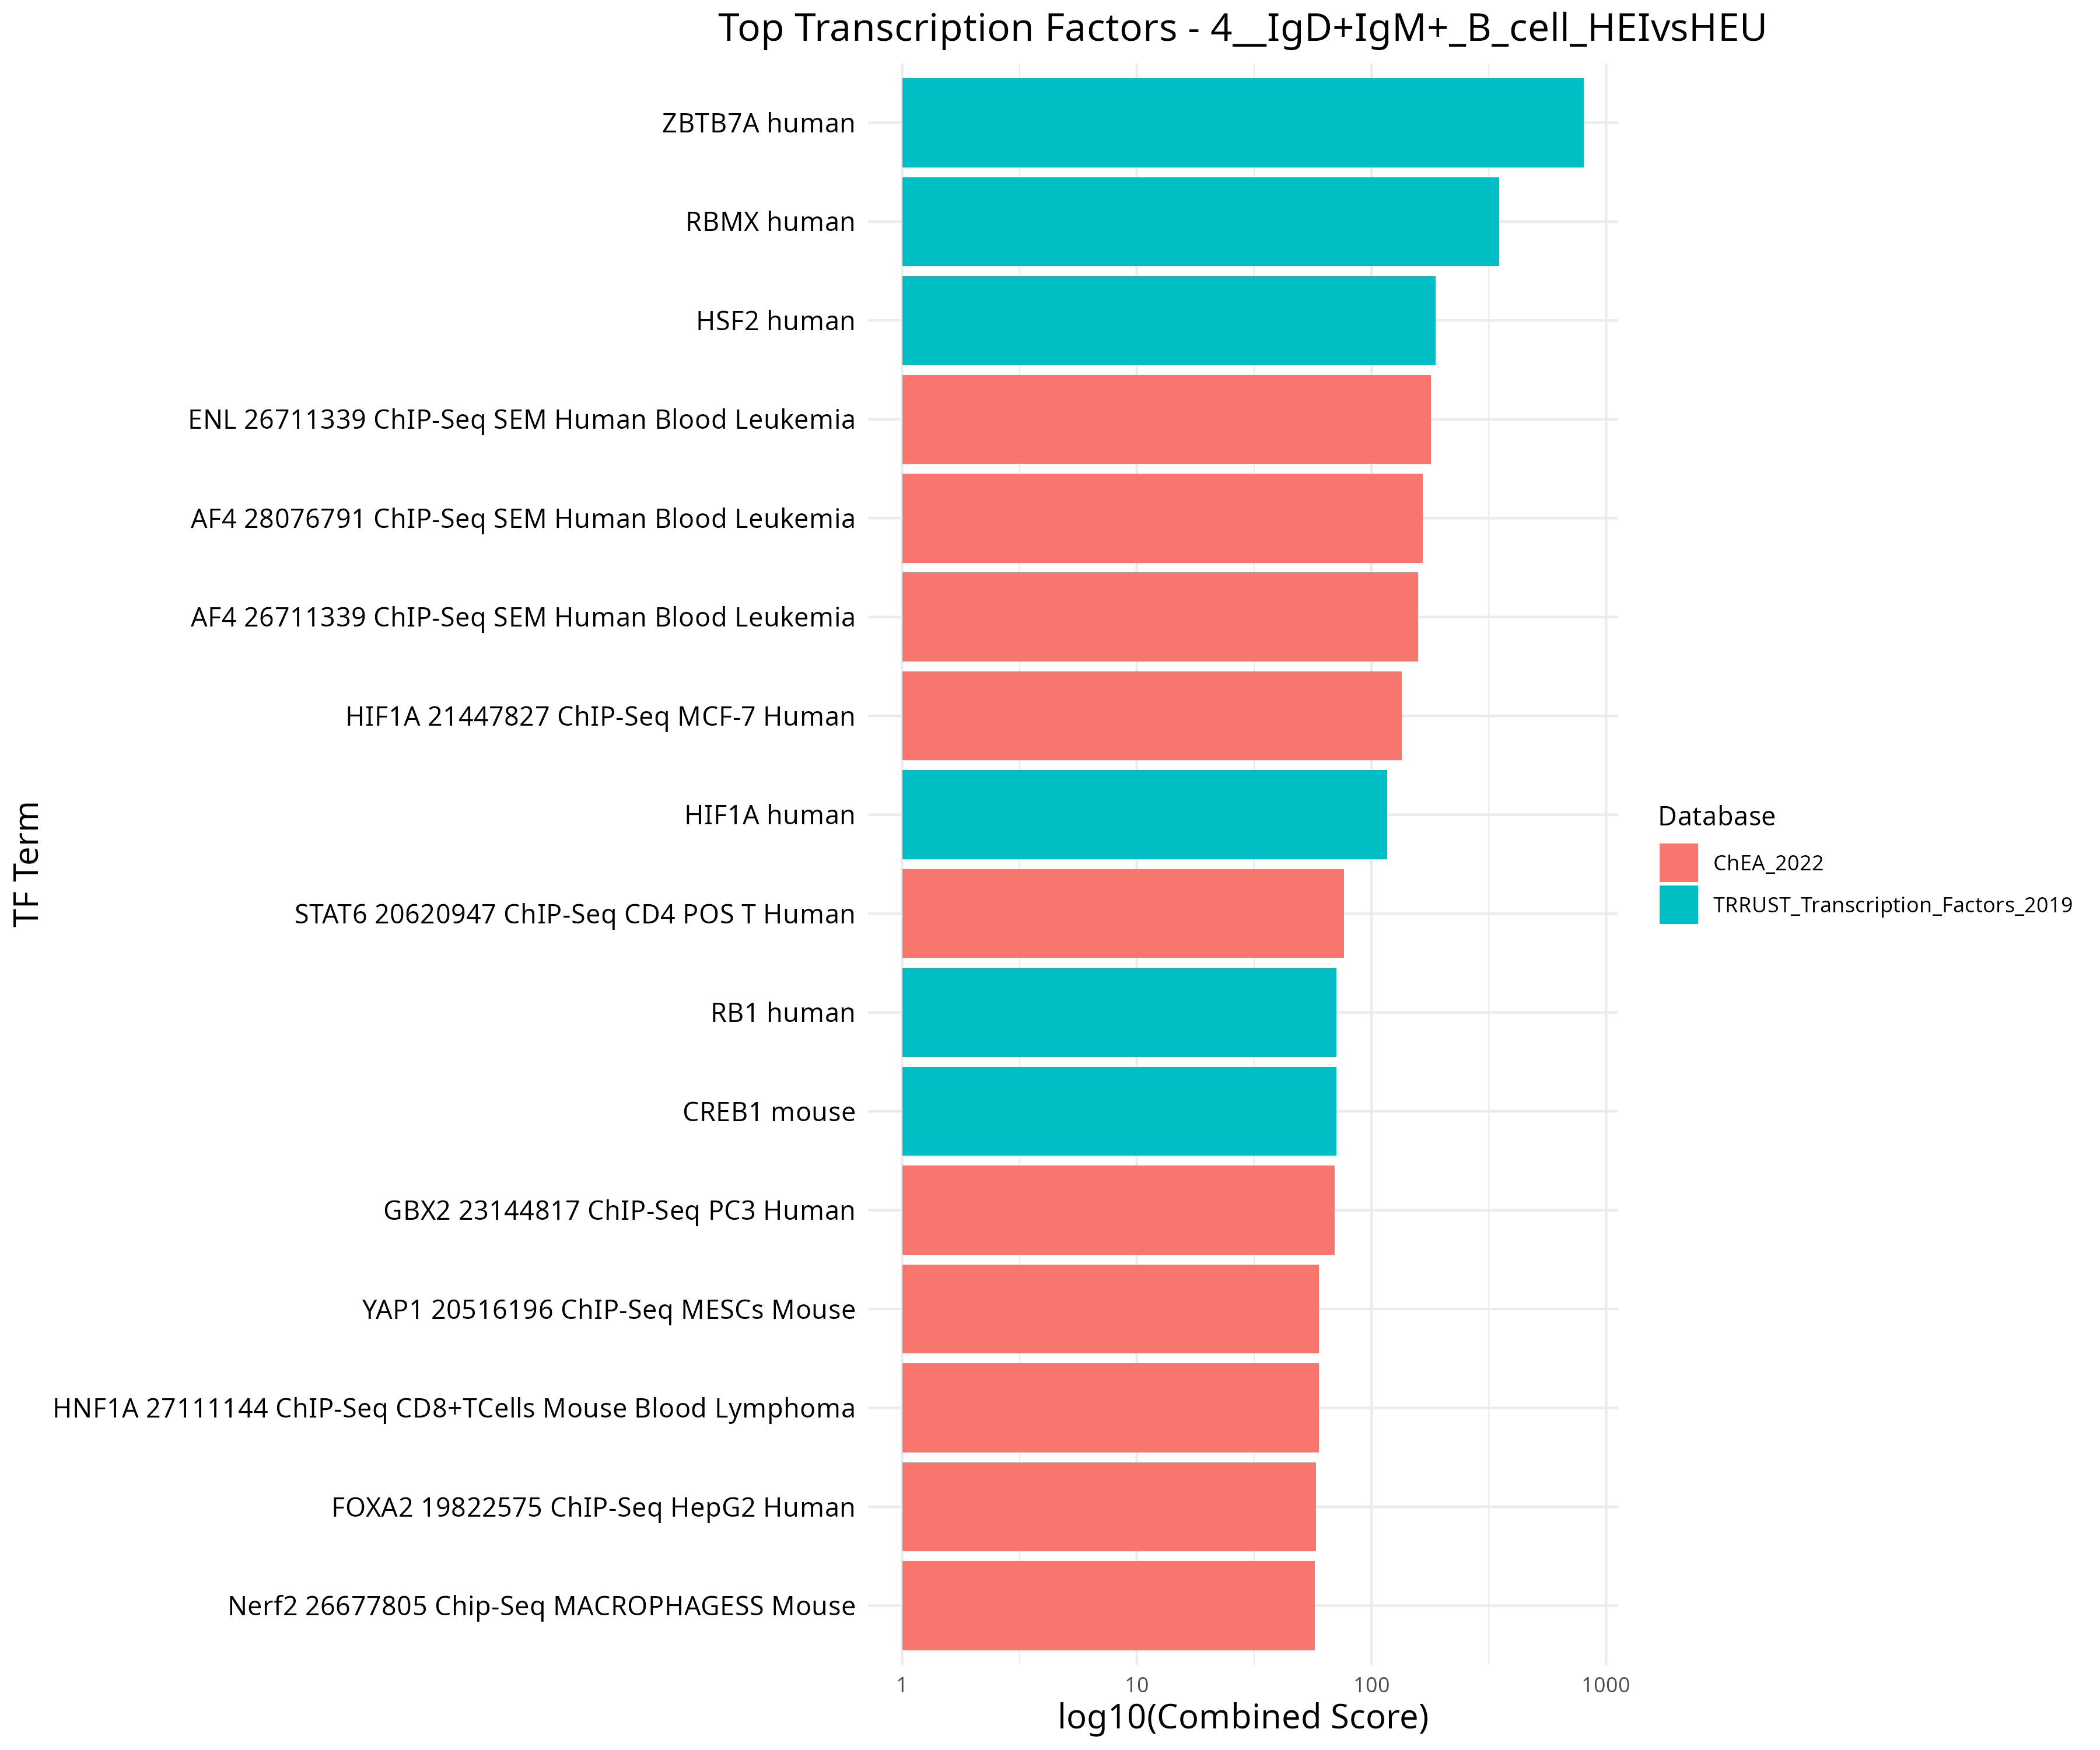 Top Transcription Factors - 4__IgD+IgM+_B_cell_HEIvsHEU
TF Term
ZBTB7A human
RBMX human
HSF2 human
ENL 26711339 ChIP-Seq SEM Human Blood Leukemia
AF4 28076791 ChIP-Seq SEM Human Blood Leukemia
AF4 26711339 ChIP-Seq SEM Human Blood Leukemia
HIF1A 21447827 ChIP-Seq MCF-7 Human
HIF1A human
STAT6 20620947 ChIP-Seq CD4 POS T Human
RB1 human
CREB1 mouse
GBX2 23144817 ChIP-Seq PC3 Human
YAP1 20516196 ChIP-Seq MESCs Mouse
HNF1A 27111144 ChIP-Seq CD8+TCells Mouse Blood Lymphoma
FOXA2 19822575 ChIP-Seq HepG2 Human
Nerf2 26677805 Chip-Seq MACROPHAGESS Mouse
1 10 100 1000
log10(Combined Score)
Database
ChEA_2022
TRRUST_Transcription_Factors_2019